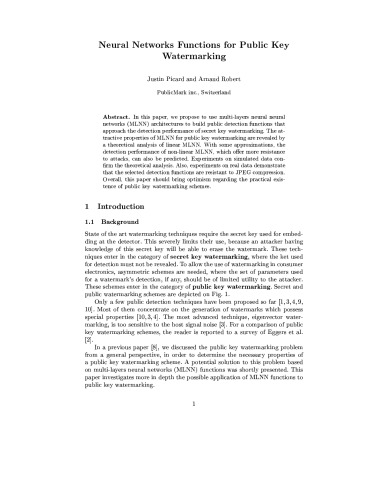 Neural Networks Functions for Public Key
Watermarking
Justin Picard and Arnaud Robert
PublicMark inc., Switzerland
Abstract. In this paper, we propose to use multi-layers neural neural
networks (MLNN) architectures to build public detection functions that
approach the detection performance of secret key watermarking. The at-
tractive properties of MLNN for public key watermarking are revealed by
a theoretical analysis of linear MLNN. With some approximations, the
detection performance of non-linear MLNN, which offer more resistance
to attacks, can also be predicted. Experiments on simulated data con-
firm the theoretical analysis. Also, experiments on real data demonstrate
that the selected detection functions are resistant to JPEG compression.
Overall, this paper should bring optimism regarding the practical exis-
tence of public key watermarking schemes.
1 Introduction
1.1 Background
State of the art watermarking techniques require the secret key used for embed-
ding at the detector. This severely limits their use, because an attacker having
knowledge of this secret key will be able to erase the watermark. These tech-
niques enter in the category of secret key watermarking, where the ket used
for detection must not be revealed. To allow the use of watermarking in consumer
electronics, asymmetric schemes are needed, where the set of parameters used
for a watermark's detection, if any, should be of limited utility to the attacker.
These schemes enter in the category of public key watermarking. Secret and
public watermarking schemes are depicted on Fig. 1.
Only a few public detection techniques have been proposed so far [1, 3, 4, 9,
10]. Most of them concentrate on the generation of watermarks which possess
special properties [10, 3, 4]. The most advanced technique, eigenvector water-
marking, is too sensitive to the host signal noise [3]. For a comparison of public
key watermarking schemes, the reader is reported to a survey of Eggers et al.
[2].
In a previous paper [8], we discussed the public key watermarking problem
from a general perspective, in order to determine the necessary properties of
a public key watermarking scheme. A potential solution to this problem based
on multi-layers neural networks (MLNN) functions was shortly presented. This
paper investigates more in depth the possible application of MLNN functions to
public key watermarking.
1